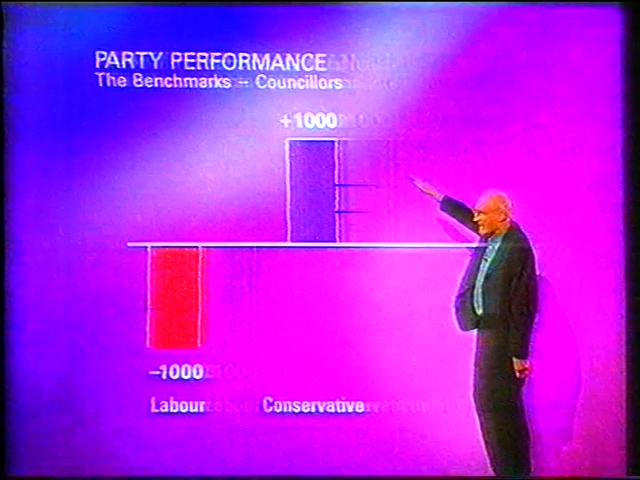 PARTY PERFORMANCE
The Benchmarks – Councillors
+1000
–1000
Labour Conservative